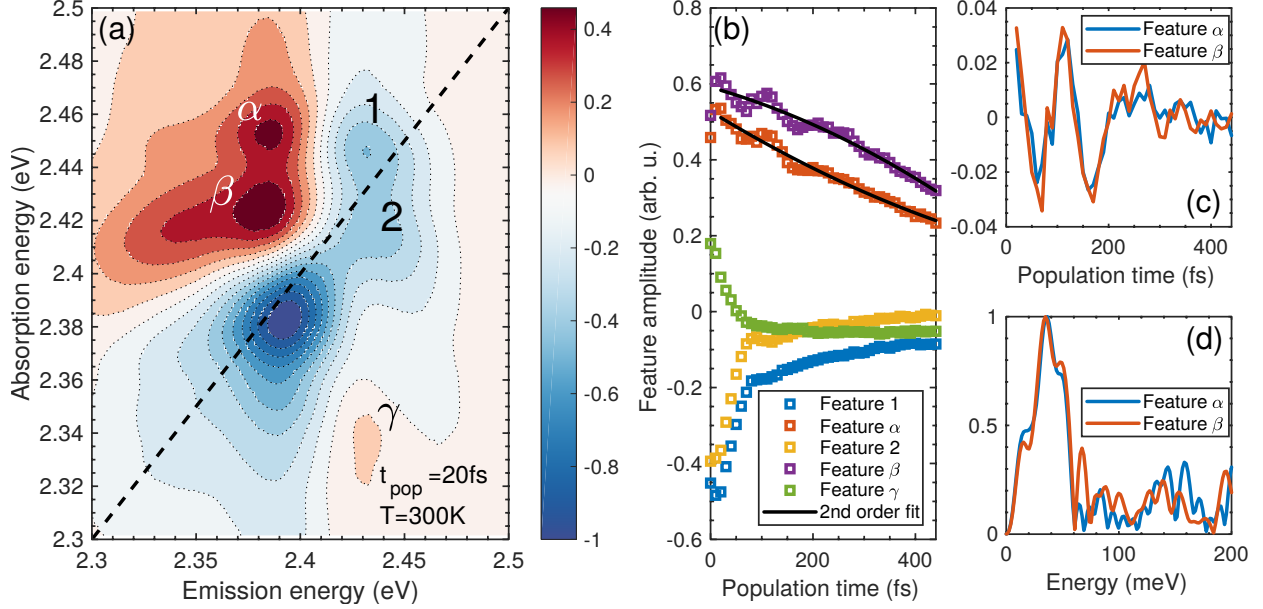 (a)
α
β
1
2
γ
t_pop =20fs
T=300K
2.5
2.48
2.46
2.44
2.42
2.4
2.38
2.36
2.34
2.32
2.3
Absorption energy (eV)
2.3
2.35
2.4
2.45
2.5
Emission energy (eV)
0.4
0.2
0
-0.2
-0.4
-0.6
-0.8
-1
(b)
0.8
0.6
0.4
0.2
0
-0.2
-0.4
-0.6
Feature amplitude (arb. u.)
Feature 1
Feature α
Feature 2
Feature β
Feature γ
2nd order fit
0
200
400
Population time (fs)
0.04
0.02
0
-0.02
-0.04
Feature α
Feature β
(c)
0
200
400
Population time (fs)
1
0.5
0
(d)
Feature α
Feature β
0
100
200
Energy (meV)